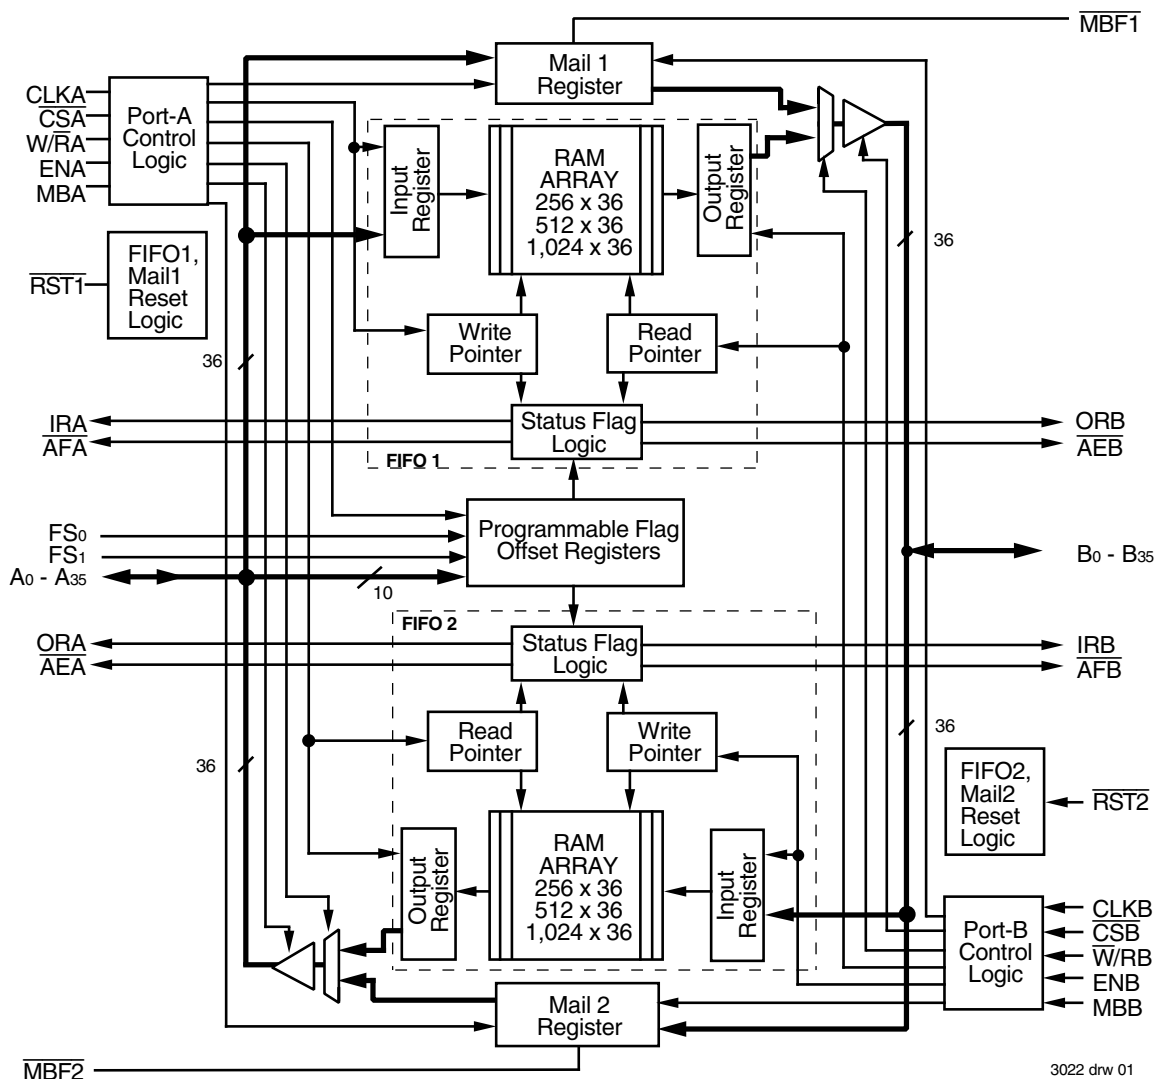 MBF1
Mail 1
Register
CLKA
CSA
W/RA
ENA
MBA
Port-A
Control
Logic
Input
Register
RAM
ARRAY
256 x 36
512 x 36
1,024 x 36
Output
Register
36
RST1
FIFO1,
Mail1
Reset
Logic
Write
Pointer
Read
Pointer
36
IRA
AFA
Status Flag
Logic
ORB
AEB
FIFO 1
FS0
FS1
A0 - A35
Programmable Flag
Offset Registers
10
B0 - B35
FIFO 2
ORA
AEA
Status Flag
Logic
IRB
AFB
Read
Pointer
Write
Pointer
36
36
FIFO2,
Mail2
Reset
Logic
RST2
Output
Register
RAM
ARRAY
256 x 36
512 x 36
1,024 x 36
Input
Register
Port-B
Control
Logic
CLKB
CSB
W/RB
ENB
MBB
Mail 2
Register
MBF2
3022 drw 01